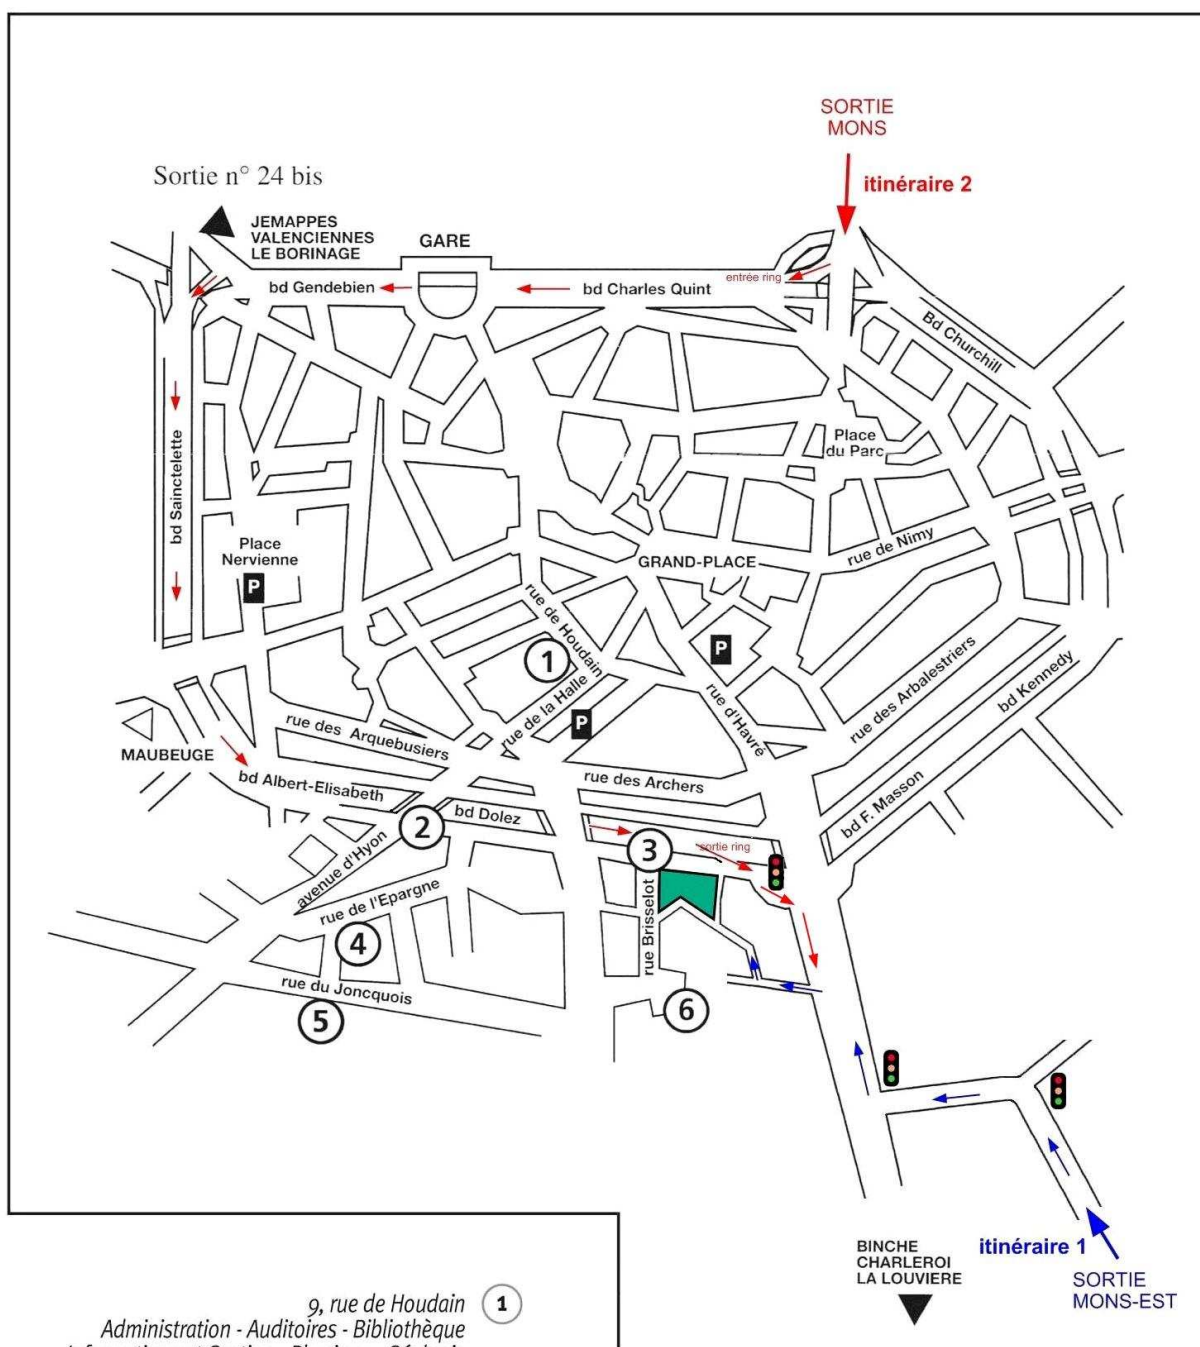 SORTIE
MONS
itinéraire 2
Sortie n° 24 bis
JEMAPPES
VALENCIENNES
LE BORINAGE
GARE
entrée ring
bd Gendebien
bd Charles Quint
Bd Churchill
Place
du Parc
bd Sainctelette
Place
Nervienne
P
GRAND-PLACE
rue de Nimy
rue de Houdain
1
P
rue de la Halle
P
rue d'Havré
rue des Arbalestriers
bd Kennedy
rue des Arquebusiers
MAUBEUGE
bd Albert-Elisabeth
rue des Archers
bd F. Masson
2
bd Dolez
3
sortie ring
avenue d'Hyon
rue de l'Epargne
rue Brisselot
4
rue du Joncquois
5
6
itinéraire 1
BINCHE
CHARLEROI
LA LOUVIERE
SORTIE
MONS-EST
9, rue de Houdain 1
Administration - Auditoires - Bibliothèque